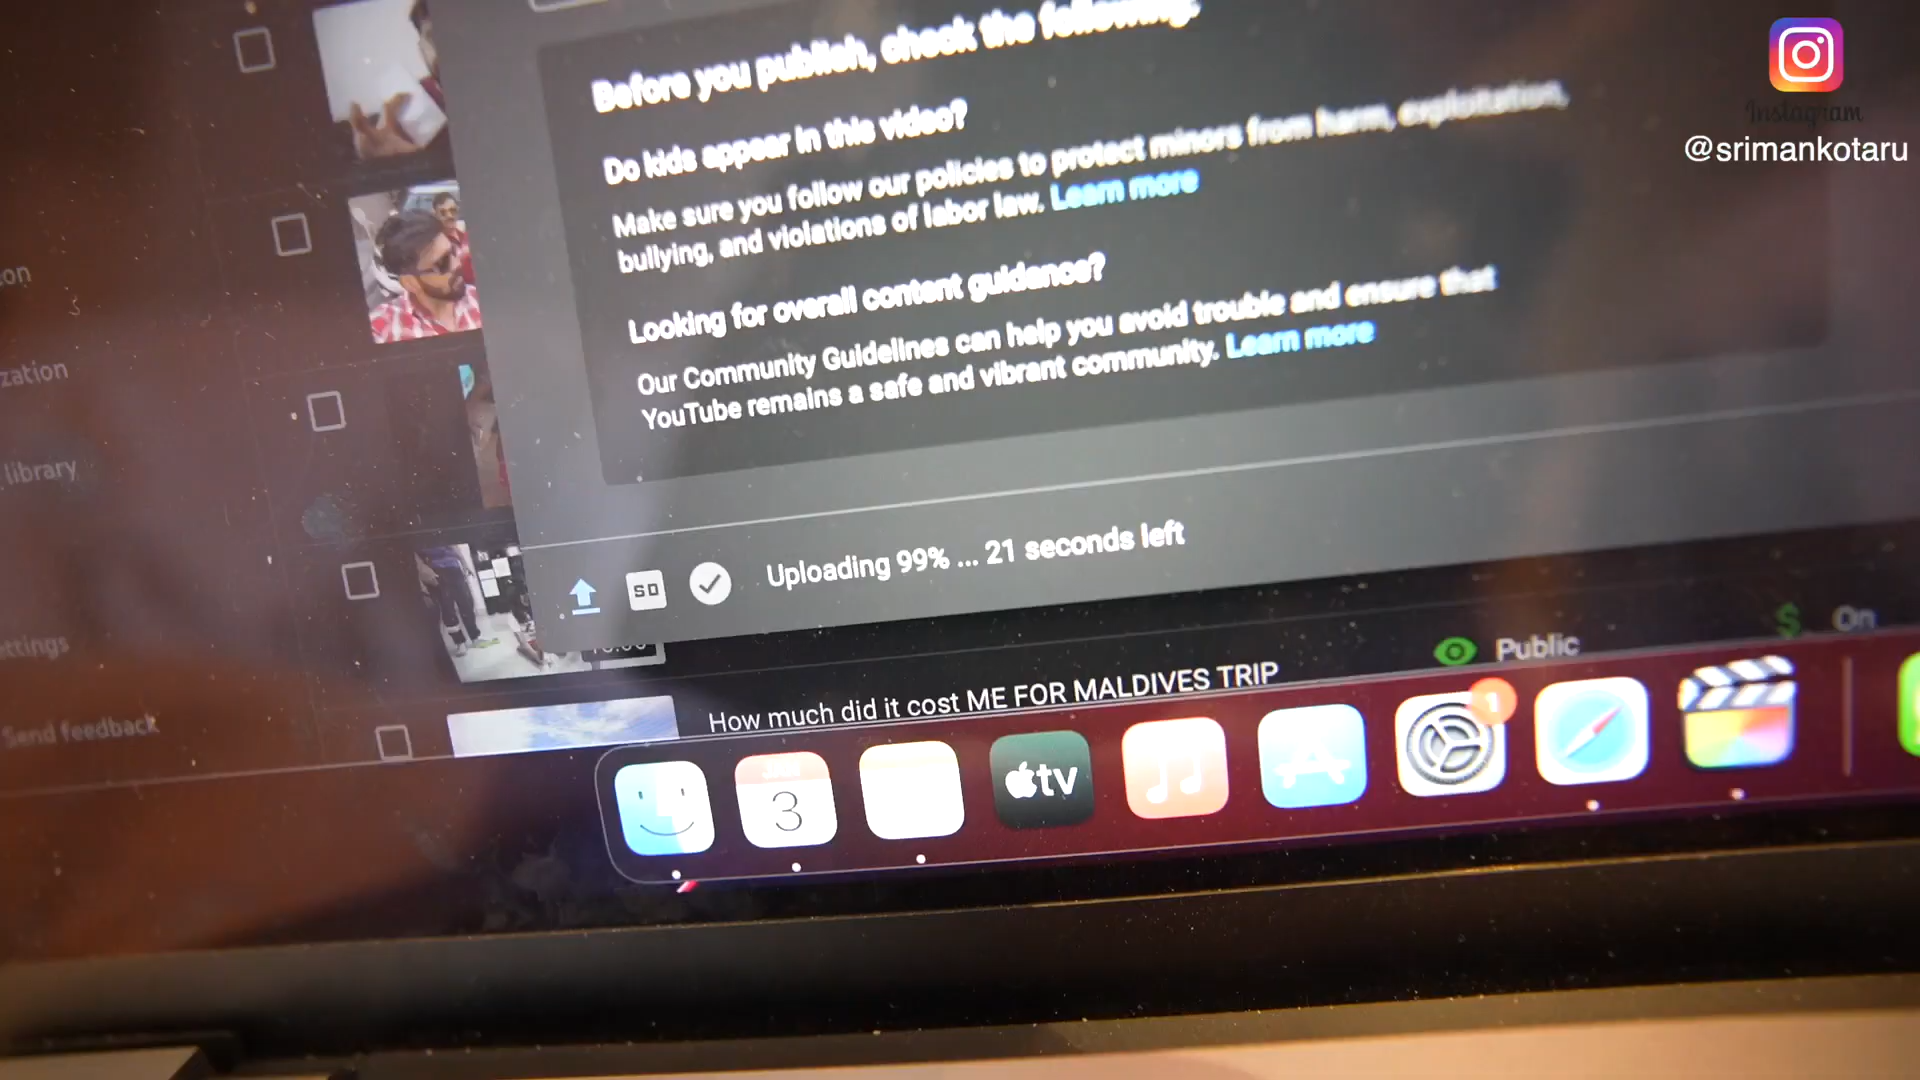 Before you publish, check the following:
Do kids appear in this video?
Make sure you follow our policies to protect minors from harm, exploitation,
bullying, and violations of labor law. Learn more
Looking for overall content guidance?
Our Community Guidelines can help you avoid trouble and ensure that
YouTube remains a safe and vibrant community. Learn more
SD
Uploading 99% ... 21 seconds left
$ On
Public
How much did it cost ME FOR MALDIVES TRIP
on
zation
library
ettings
Send feedback
3
tv
1
Instagram
@srimankotaru